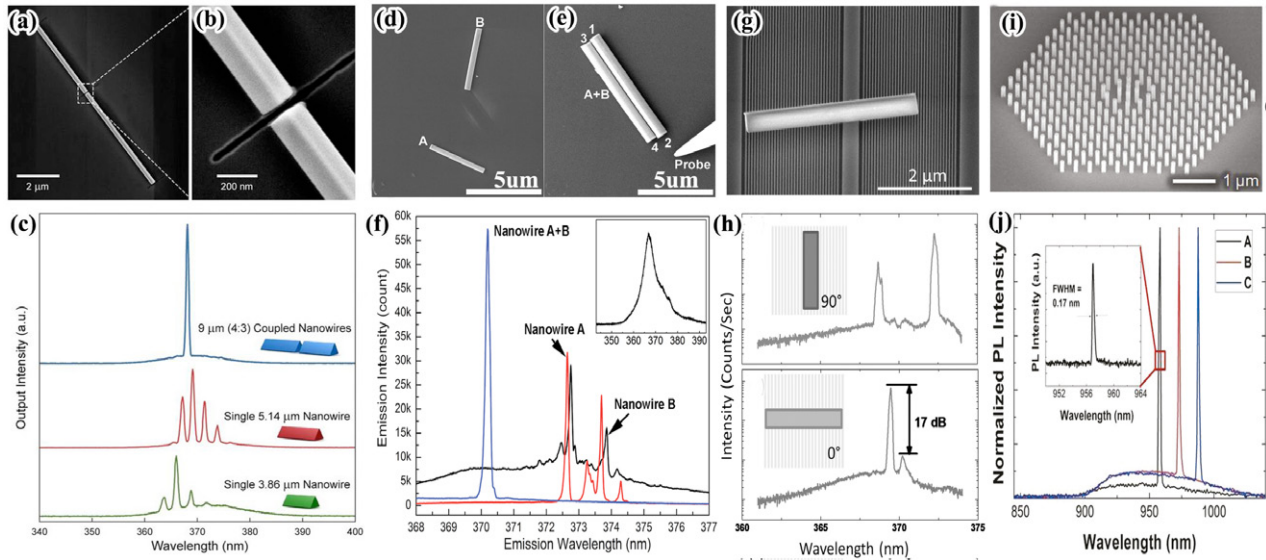 (a)
2 μm
(b)
200 nm
(d)
B
A
5um
(e)
3 1
A+B
4 2
Probe
5um
(g)
2 μm
(i)
1 μm
(c)
Output Intensity (a.u.)
9 μm (4:3) Coupled Nanowires
Single 5.14 μm Nanowire
Single 3.86 μm Nanowire
340 350 360 370 380 390 400
Wavelength (nm)
(f)
Emission Intensity (count)
60k
57k
50k
45k
40k
35k
30k
25k
20k
15k
10k
5k
0
Nanowire A+B
Nanowire A
Nanowire B
350 360 370 380 390
368 369 370 371 372 373 374 375 376 377
Emission Wavelength (nm)
(h)
Intensity (Counts/Sec)
90°
17 dB
0°
360 365 370 375
Wavelength (nm)
(j)
Normalized PL Intensity
A
B
C
PL Intensity (a.u.)
FWHM =
0.17 nm
952 956 960 964
Wavelength (nm)
850 900 950 1000
Wavelength (nm)